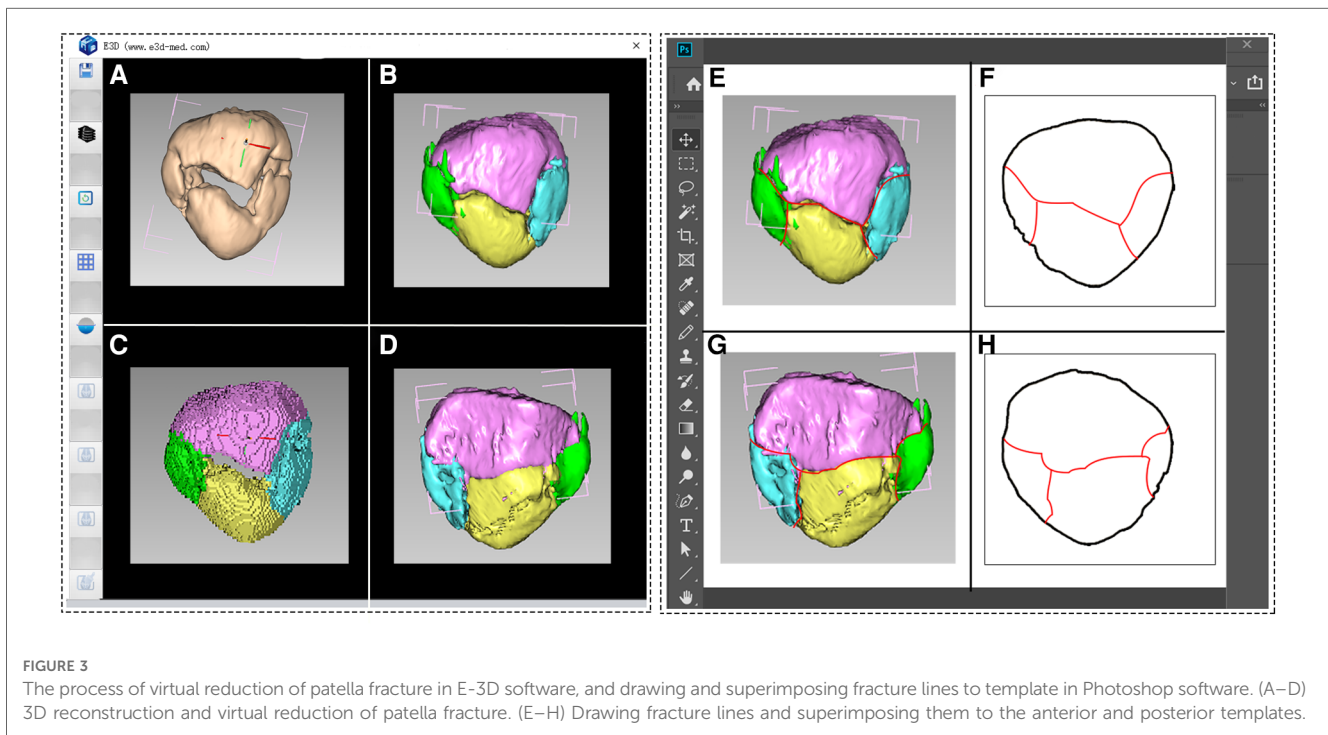 E3D (www.e3d-med.com)
×
Ps
×
A
B
E
F
C
D
G
H
T
FIGURE 3
The process of virtual reduction of patella fracture in E-3D software, and drawing and superimposing fracture lines to template in Photoshop software. (A–D)
3D reconstruction and virtual reduction of patella fracture. (E–H) Drawing fracture lines and superimposing them to the anterior and posterior templates.